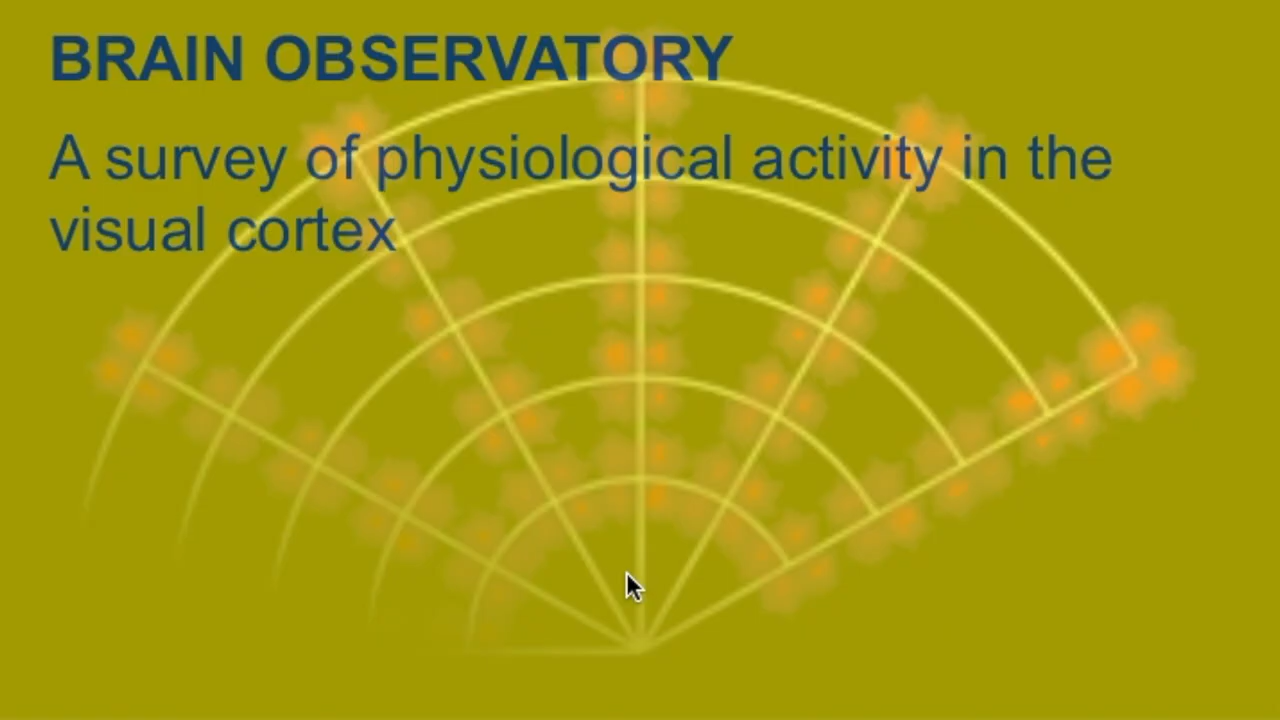 BRAIN OBSERVATORY
A survey of physiological activity in the
visual cortex